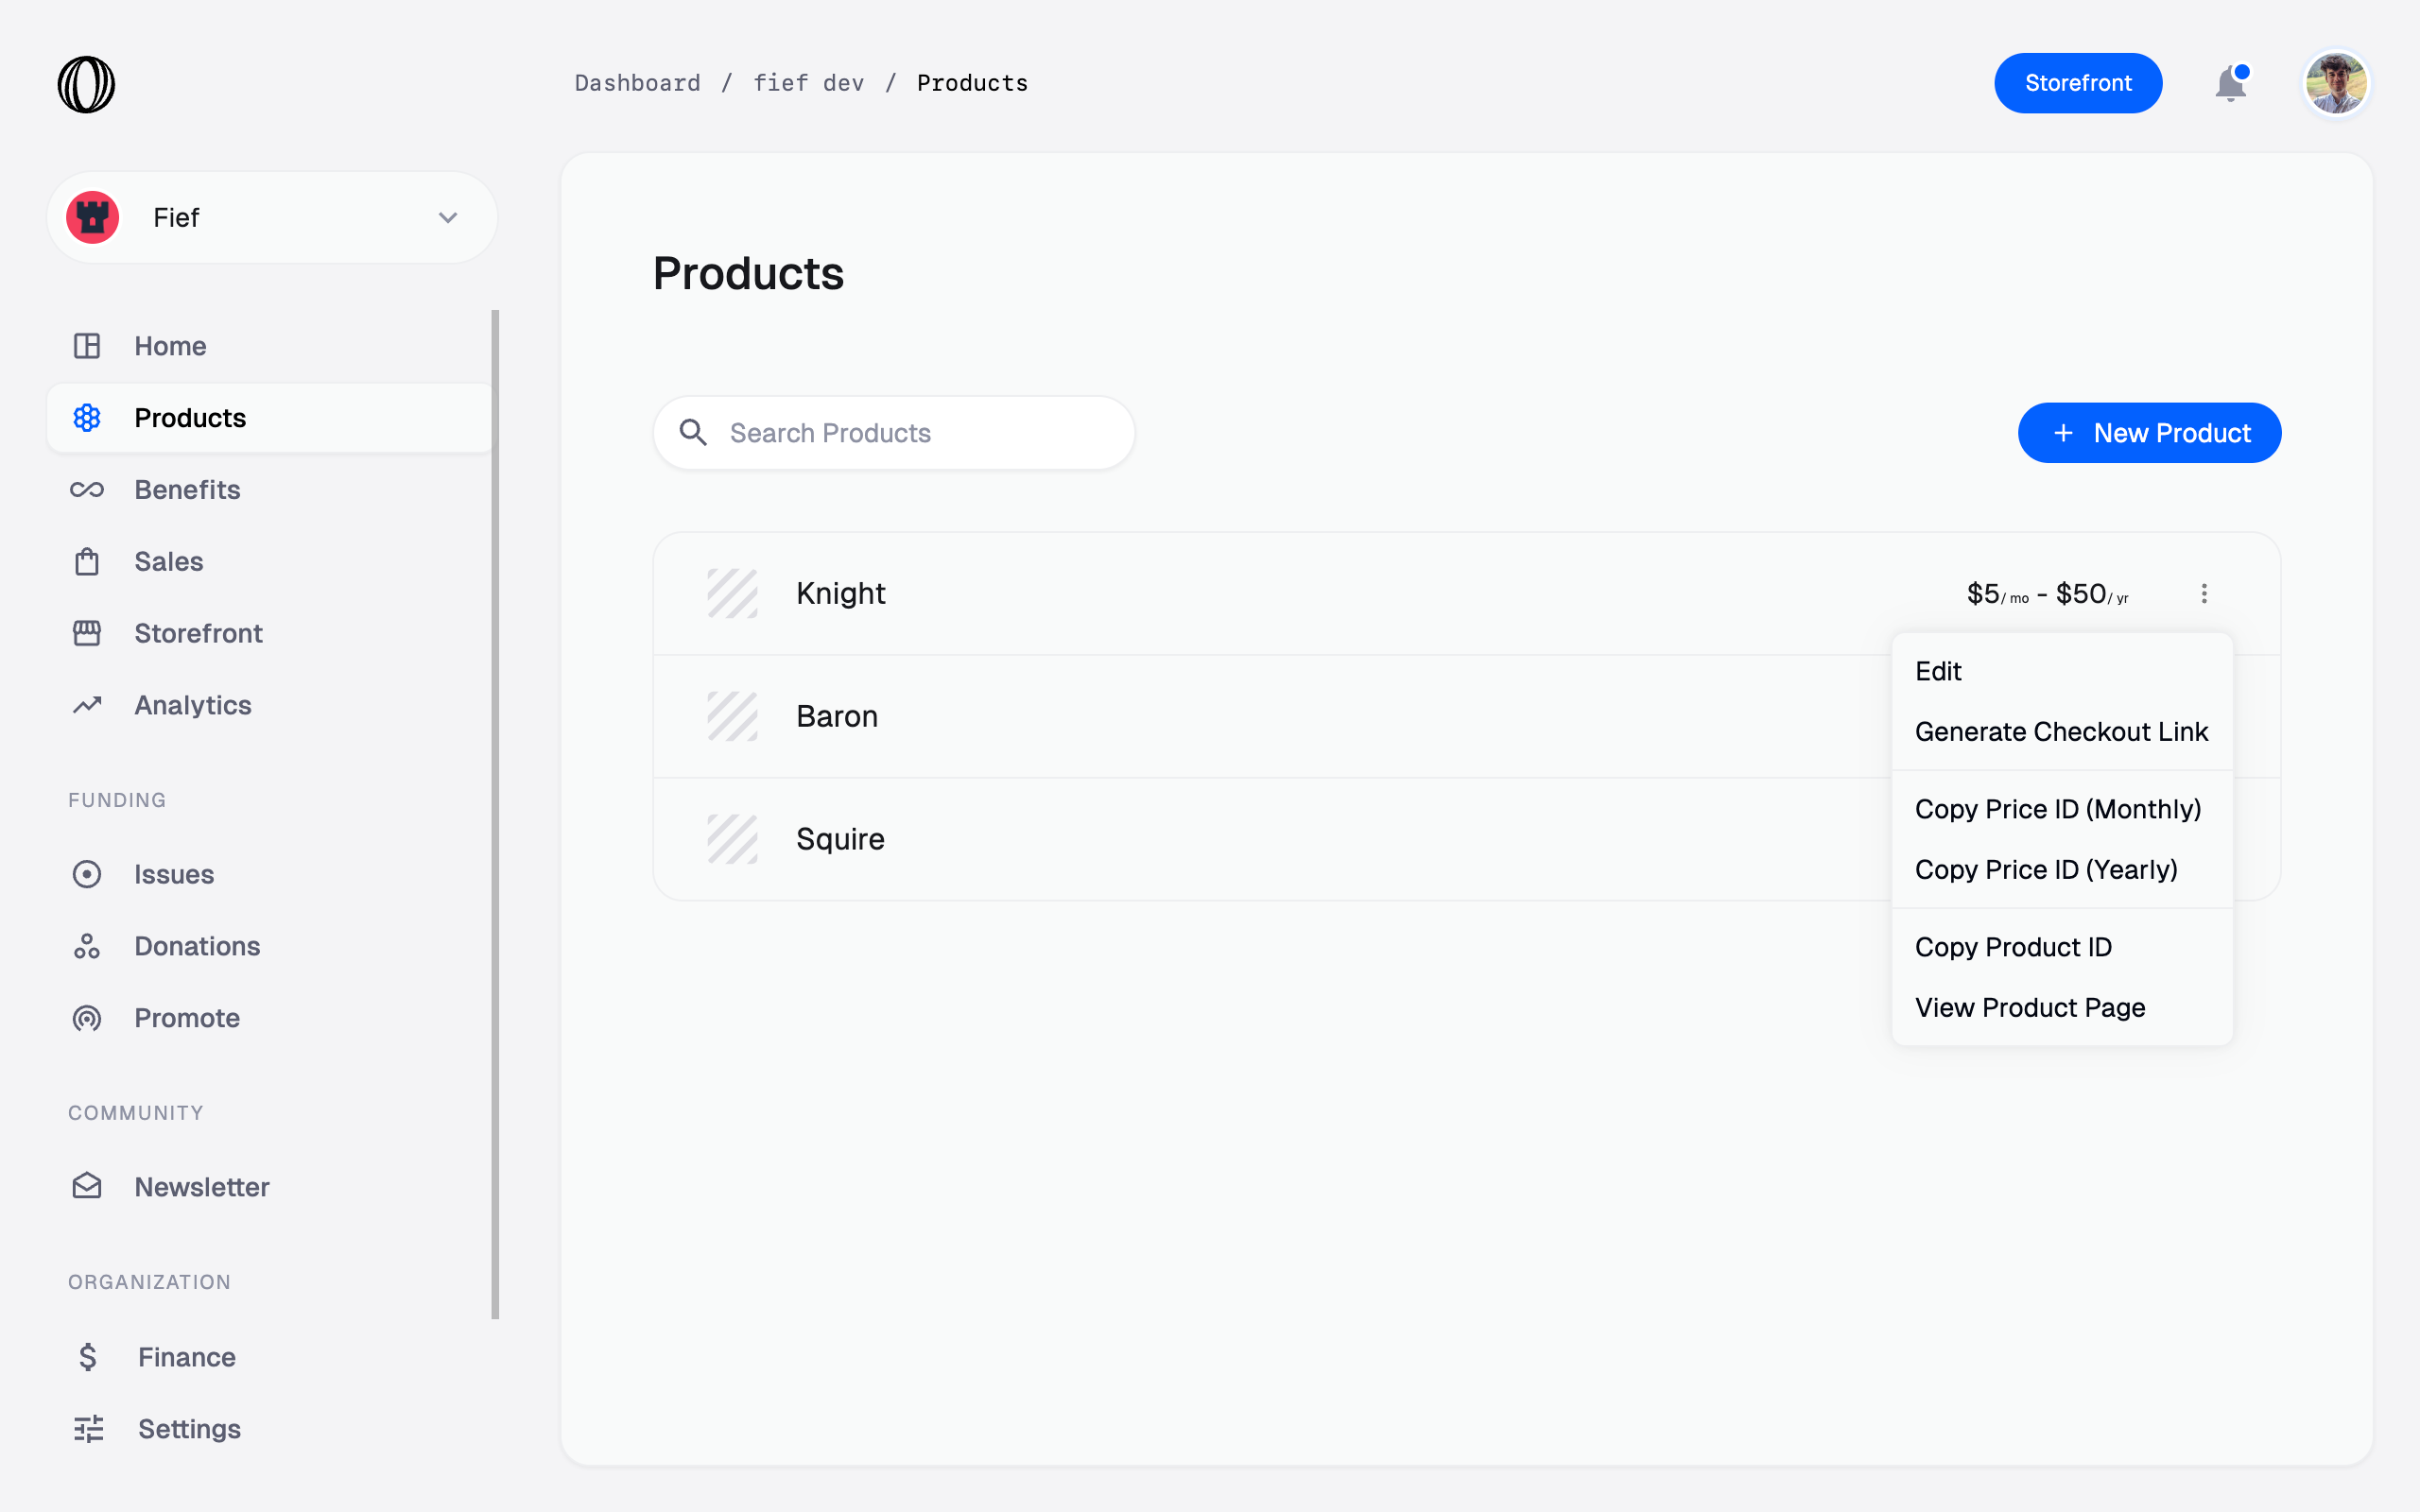 Dashboard / fief dev / Products
Storefront
Fief
Home
Products
Benefits
Sales
Storefront
Analytics
FUNDING
Issues
Donations
Promote
COMMUNITY
Newsletter
ORGANIZATION
Finance
Settings
Products
Search Products
+ New Product
Knight
$5/ mo - $50/ yr
Baron
Squire
Edit
Generate Checkout Link
Copy Price ID (Monthly)
Copy Price ID (Yearly)
Copy Product ID
View Product Page